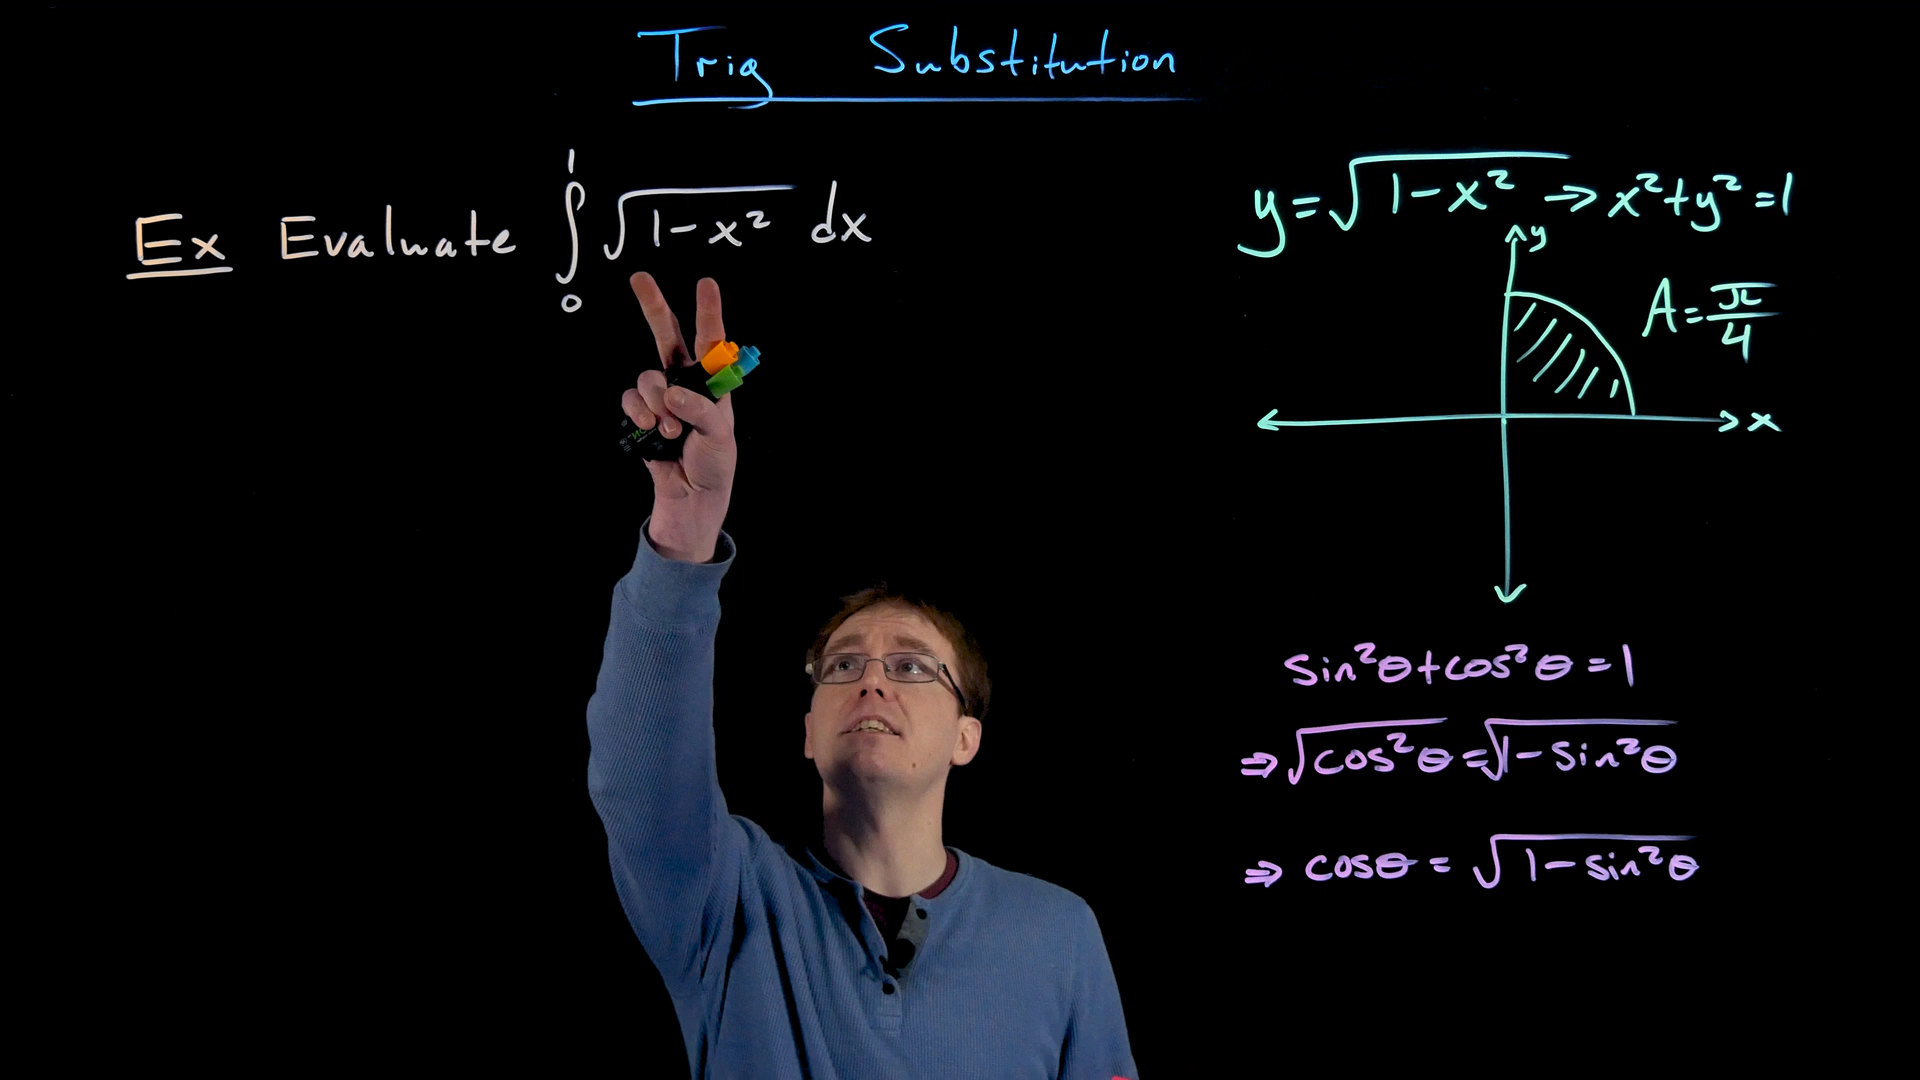 Trig Substitution
Ex Evaluate ∫₀¹ √(1-x²) dx
y=√(1-x²) → x²+y²=1
y
A=π/4
x
sin²θ+cos²θ=1
⇒√(cos²θ)=√(1-sin²θ)
⇒ cosθ = √(1-sin²θ)